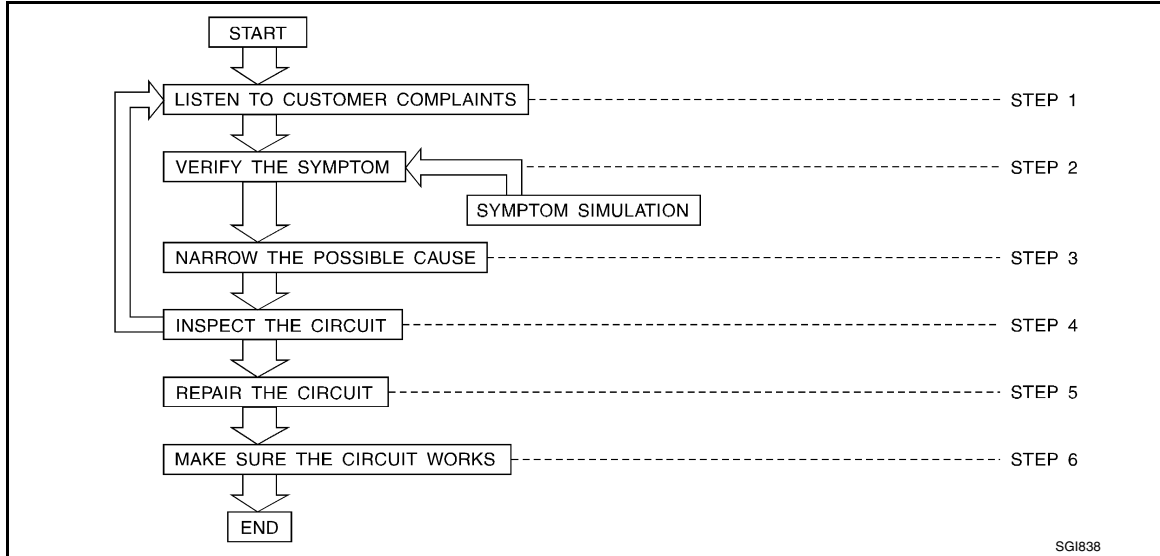 START
LISTEN TO CUSTOMER COMPLAINTS
STEP 1
VERIFY THE SYMPTOM
STEP 2
SYMPTOM SIMULATION
NARROW THE POSSIBLE CAUSE
STEP 3
INSPECT THE CIRCUIT
STEP 4
REPAIR THE CIRCUIT
STEP 5
MAKE SURE THE CIRCUIT WORKS
STEP 6
END
SGI838